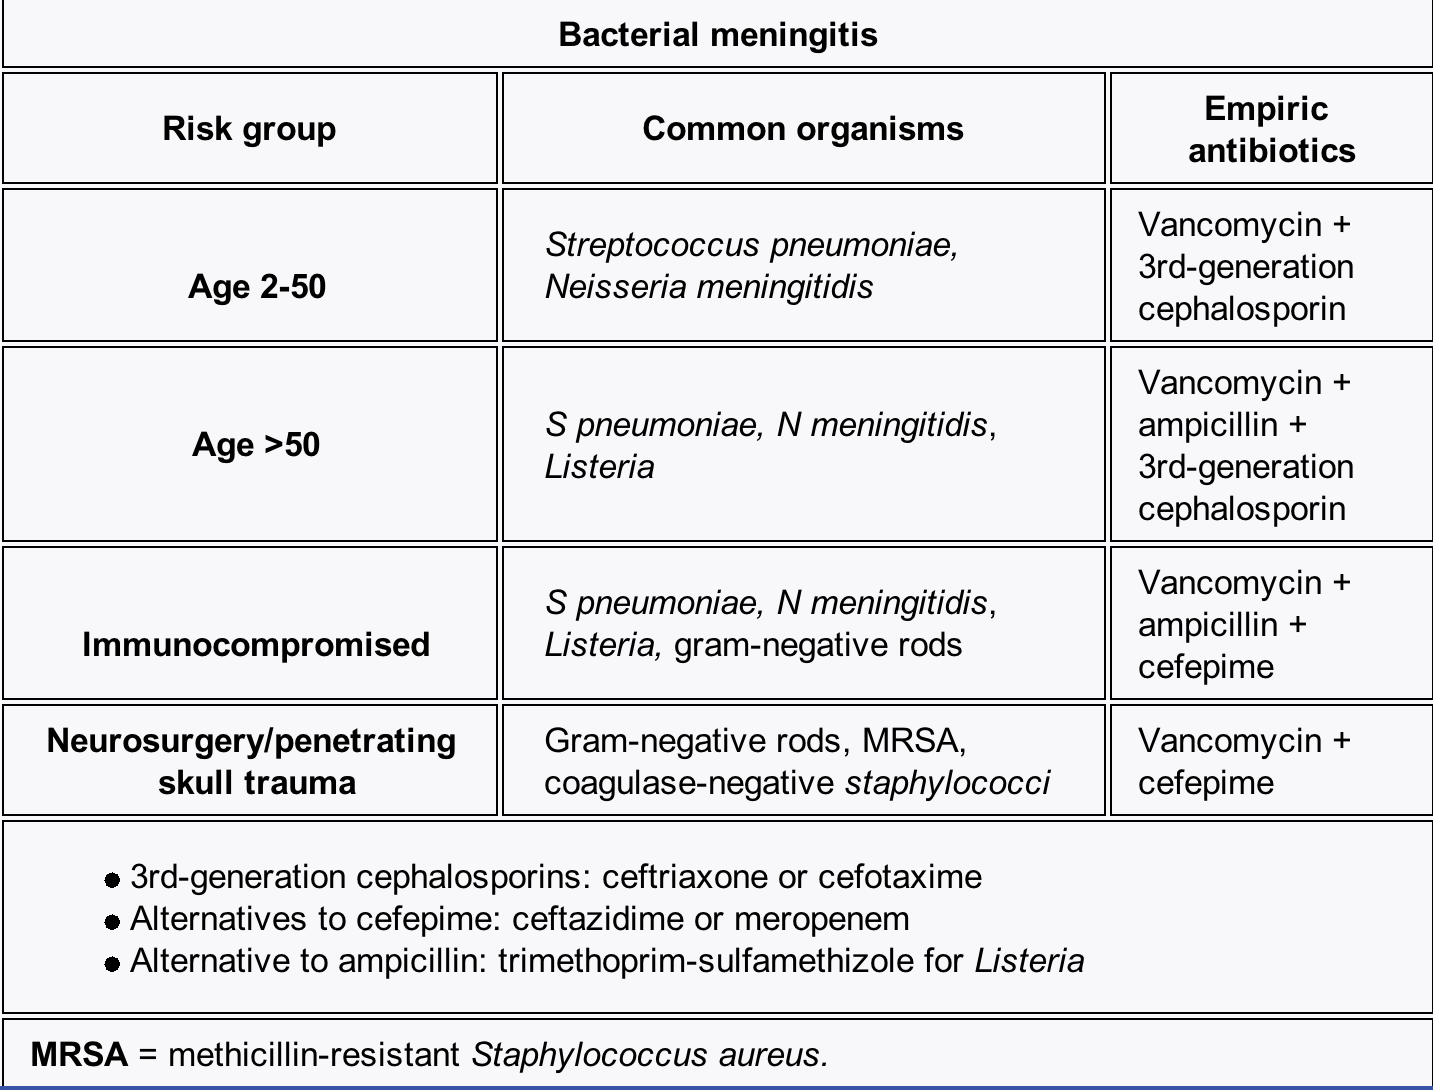 Bacterial meningitis
Risk group
Common organisms
Empiric
antibiotics
Age 2-50
Streptococcus pneumoniae,
Neisseria meningitidis
Vancomycin +
3rd-generation
cephalosporin
Age >50
S pneumoniae, N meningitidis,
Listeria
Vancomycin +
ampicillin +
3rd-generation
cephalosporin
Immunocompromised
S pneumoniae, N meningitidis,
Listeria, gram-negative rods
Vancomycin +
ampicillin +
cefepime
Neurosurgery/penetrating
skull trauma
Gram-negative rods, MRSA,
coagulase-negative staphylococci
Vancomycin +
cefepime
● 3rd-generation cephalosporins: ceftriaxone or cefotaxime
● Alternatives to cefepime: ceftazidime or meropenem
● Alternative to ampicillin: trimethoprim-sulfamethizole for Listeria
MRSA = methicillin-resistant Staphylococcus aureus.